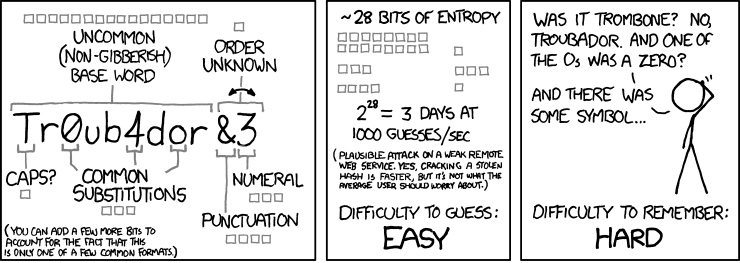 UNCOMMON
(NON-GIBBERISH)
BASE WORD
ORDER
UNKNOWN
Tr0ub4dor &3
CAPS?
COMMON
SUBSTITUTIONS
NUMERAL
PUNCTUATION
(YOU CAN ADD A FEW MORE BITS TO
ACCOUNT FOR THE FACT THAT THIS
IS ONLY ONE OF A FEW COMMON FORMATS.)
~28 BITS OF ENTROPY
2²⁸ = 3 DAYS AT
1000 GUESSES/SEC
(PLAUSIBLE ATTACK ON A WEAK REMOTE
WEB SERVICE. YES, CRACKING A STOLEN
HASH IS FASTER, BUT IT'S NOT WHAT THE
AVERAGE USER SHOULD WORRY ABOUT.)
DIFFICULTY TO GUESS:
EASY
WAS IT TROMBONE? NO,
TROUBADOR. AND ONE OF
THE Os WAS A ZERO?
AND THERE WAS
SOME SYMBOL...
DIFFICULTY TO REMEMBER:
HARD